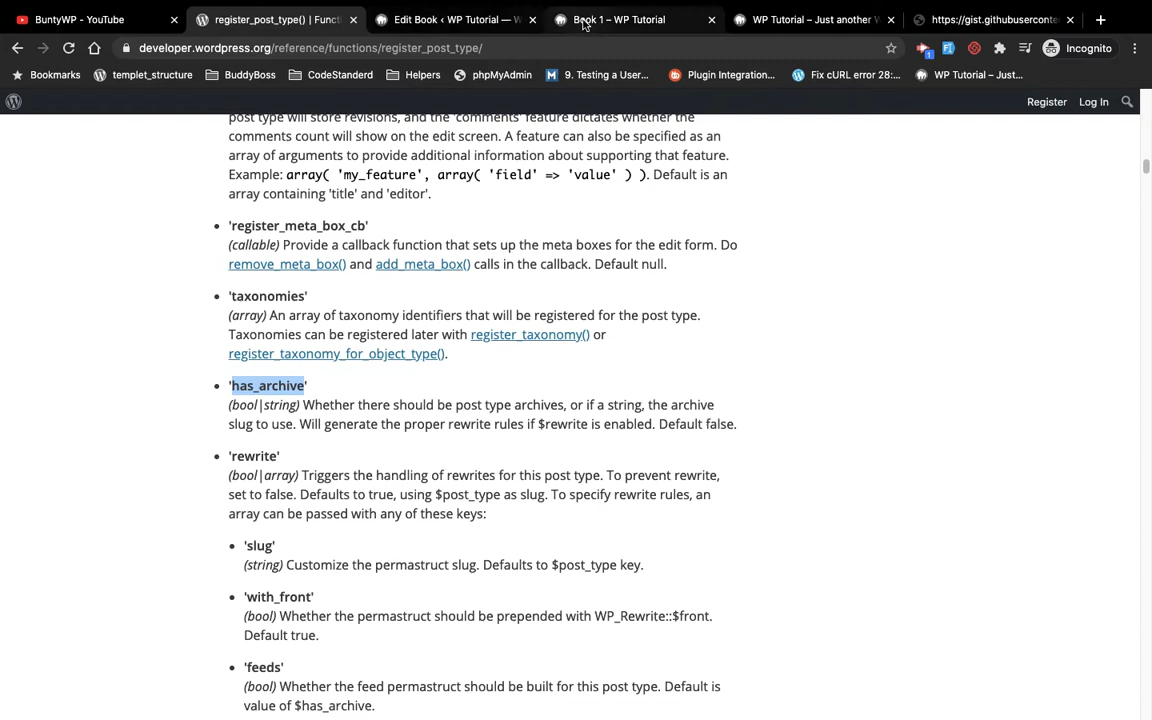 BuntyWP - YouTube
register_post_type() | Functi
Edit Book ‹ WP Tutorial — W
Book 1 – WP Tutorial
WP Tutorial – Just another W
https://gist.githubuserconte
developer.wordpress.org/reference/functions/register_post_type/
1
Incognito
Bookmarks
templet_structure
BuddyBoss
CodeStanderd
Helpers
phpMyAdmin
9. Testing a User...
Plugin Integration...
Fix cURL error 28:...
WP Tutorial – Just...
Register
Log In
post type will store revisions, and the 'comments' feature dictates whether the
comments count will show on the edit screen. A feature can also be specified as an
array of arguments to provide additional information about supporting that feature.
Example: array( 'my_feature', array( 'field' => 'value' ) ). Default is an
array containing 'title' and 'editor'.
• 'register_meta_box_cb'
(callable) Provide a callback function that sets up the meta boxes for the edit form. Do
remove_meta_box() and add_meta_box() calls in the callback. Default null.
• 'taxonomies'
(array) An array of taxonomy identifiers that will be registered for the post type.
Taxonomies can be registered later with register_taxonomy() or
register_taxonomy_for_object_type().
• 'has_archive'
(bool|string) Whether there should be post type archives, or if a string, the archive
slug to use. Will generate the proper rewrite rules if $rewrite is enabled. Default false.
• 'rewrite'
(bool|array) Triggers the handling of rewrites for this post type. To prevent rewrite,
set to false. Defaults to true, using $post_type as slug. To specify rewrite rules, an
array can be passed with any of these keys:
• 'slug'
(string) Customize the permastruct slug. Defaults to $post_type key.
• 'with_front'
(bool) Whether the permastruct should be prepended with WP_Rewrite::$front.
Default true.
• 'feeds'
(bool) Whether the feed permastruct should be built for this post type. Default is
value of $has_archive.